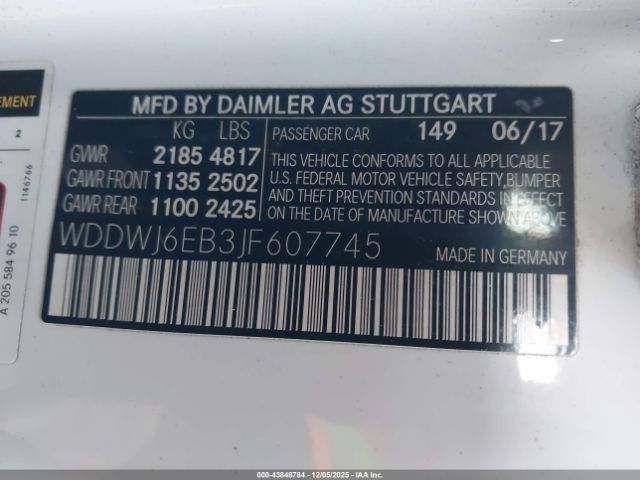 MFD BY DAIMLER AG STUTTGART
KG LBS
PASSENGER CAR 149 06/17
GVWR 2185 4817
GAWR FRONT 1135 2502
GAWR REAR 1100 2425
THIS VEHICLE CONFORMS TO ALL APPLICABLE
U.S. FEDERAL MOTOR VEHICLE SAFETY,BUMPER
AND THEFT PREVENTION STANDARDS
IN EFFECT ON THE DATE
OF MANUFACTURE SHOWN ABOVE.
WDDWJ6EB3JF607745
MADE IN GERMANY
EMENT
2
1146766
A 205 584 96 10
000-43848784 | 12/05/2025 | IAAI